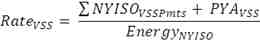 Rate_VSS = (∑ NYISO_VSSPmts + PYA_VSS) / Energy_NYISO